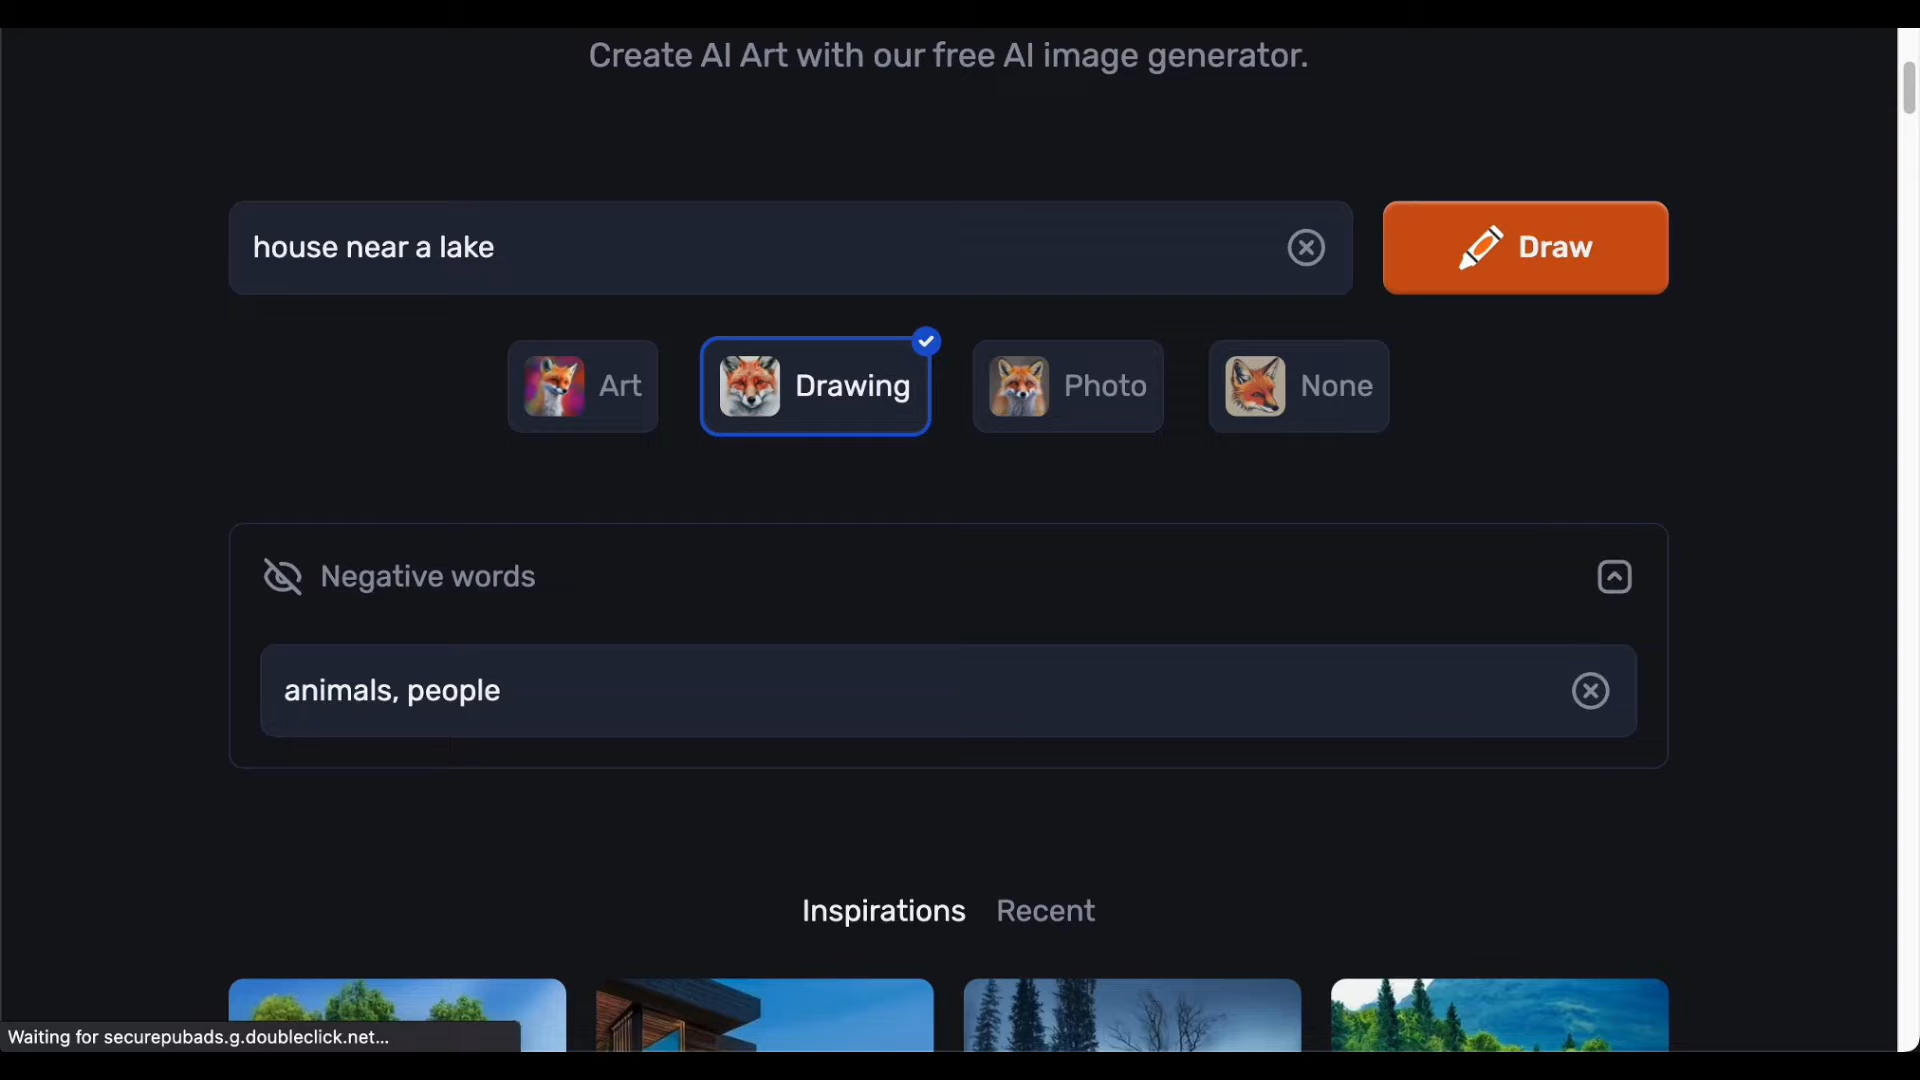 Create AI Art with our free AI image generator.
house near a lake
Draw
Art
Drawing
Photo
None
Negative words
animals, people
Inspirations
Recent
Waiting for securepubads.g.doubleclick.net...